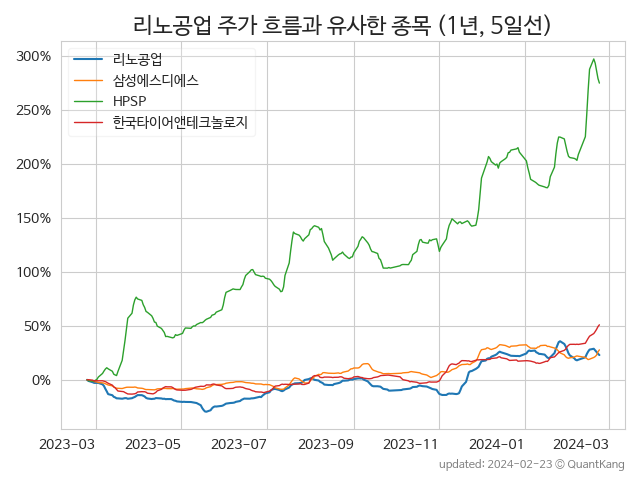 리노공업 주가 흐름과 유사한 종목 (1년, 5일선)
리노공업
삼성에스디에스
HPSP
한국타이어앤테크놀로지
300%
250%
200%
150%
100%
50%
0%
2023-03 2023-05 2023-07 2023-09 2023-11 2024-01 2024-03
updated: 2024-02-23 © QuantKang